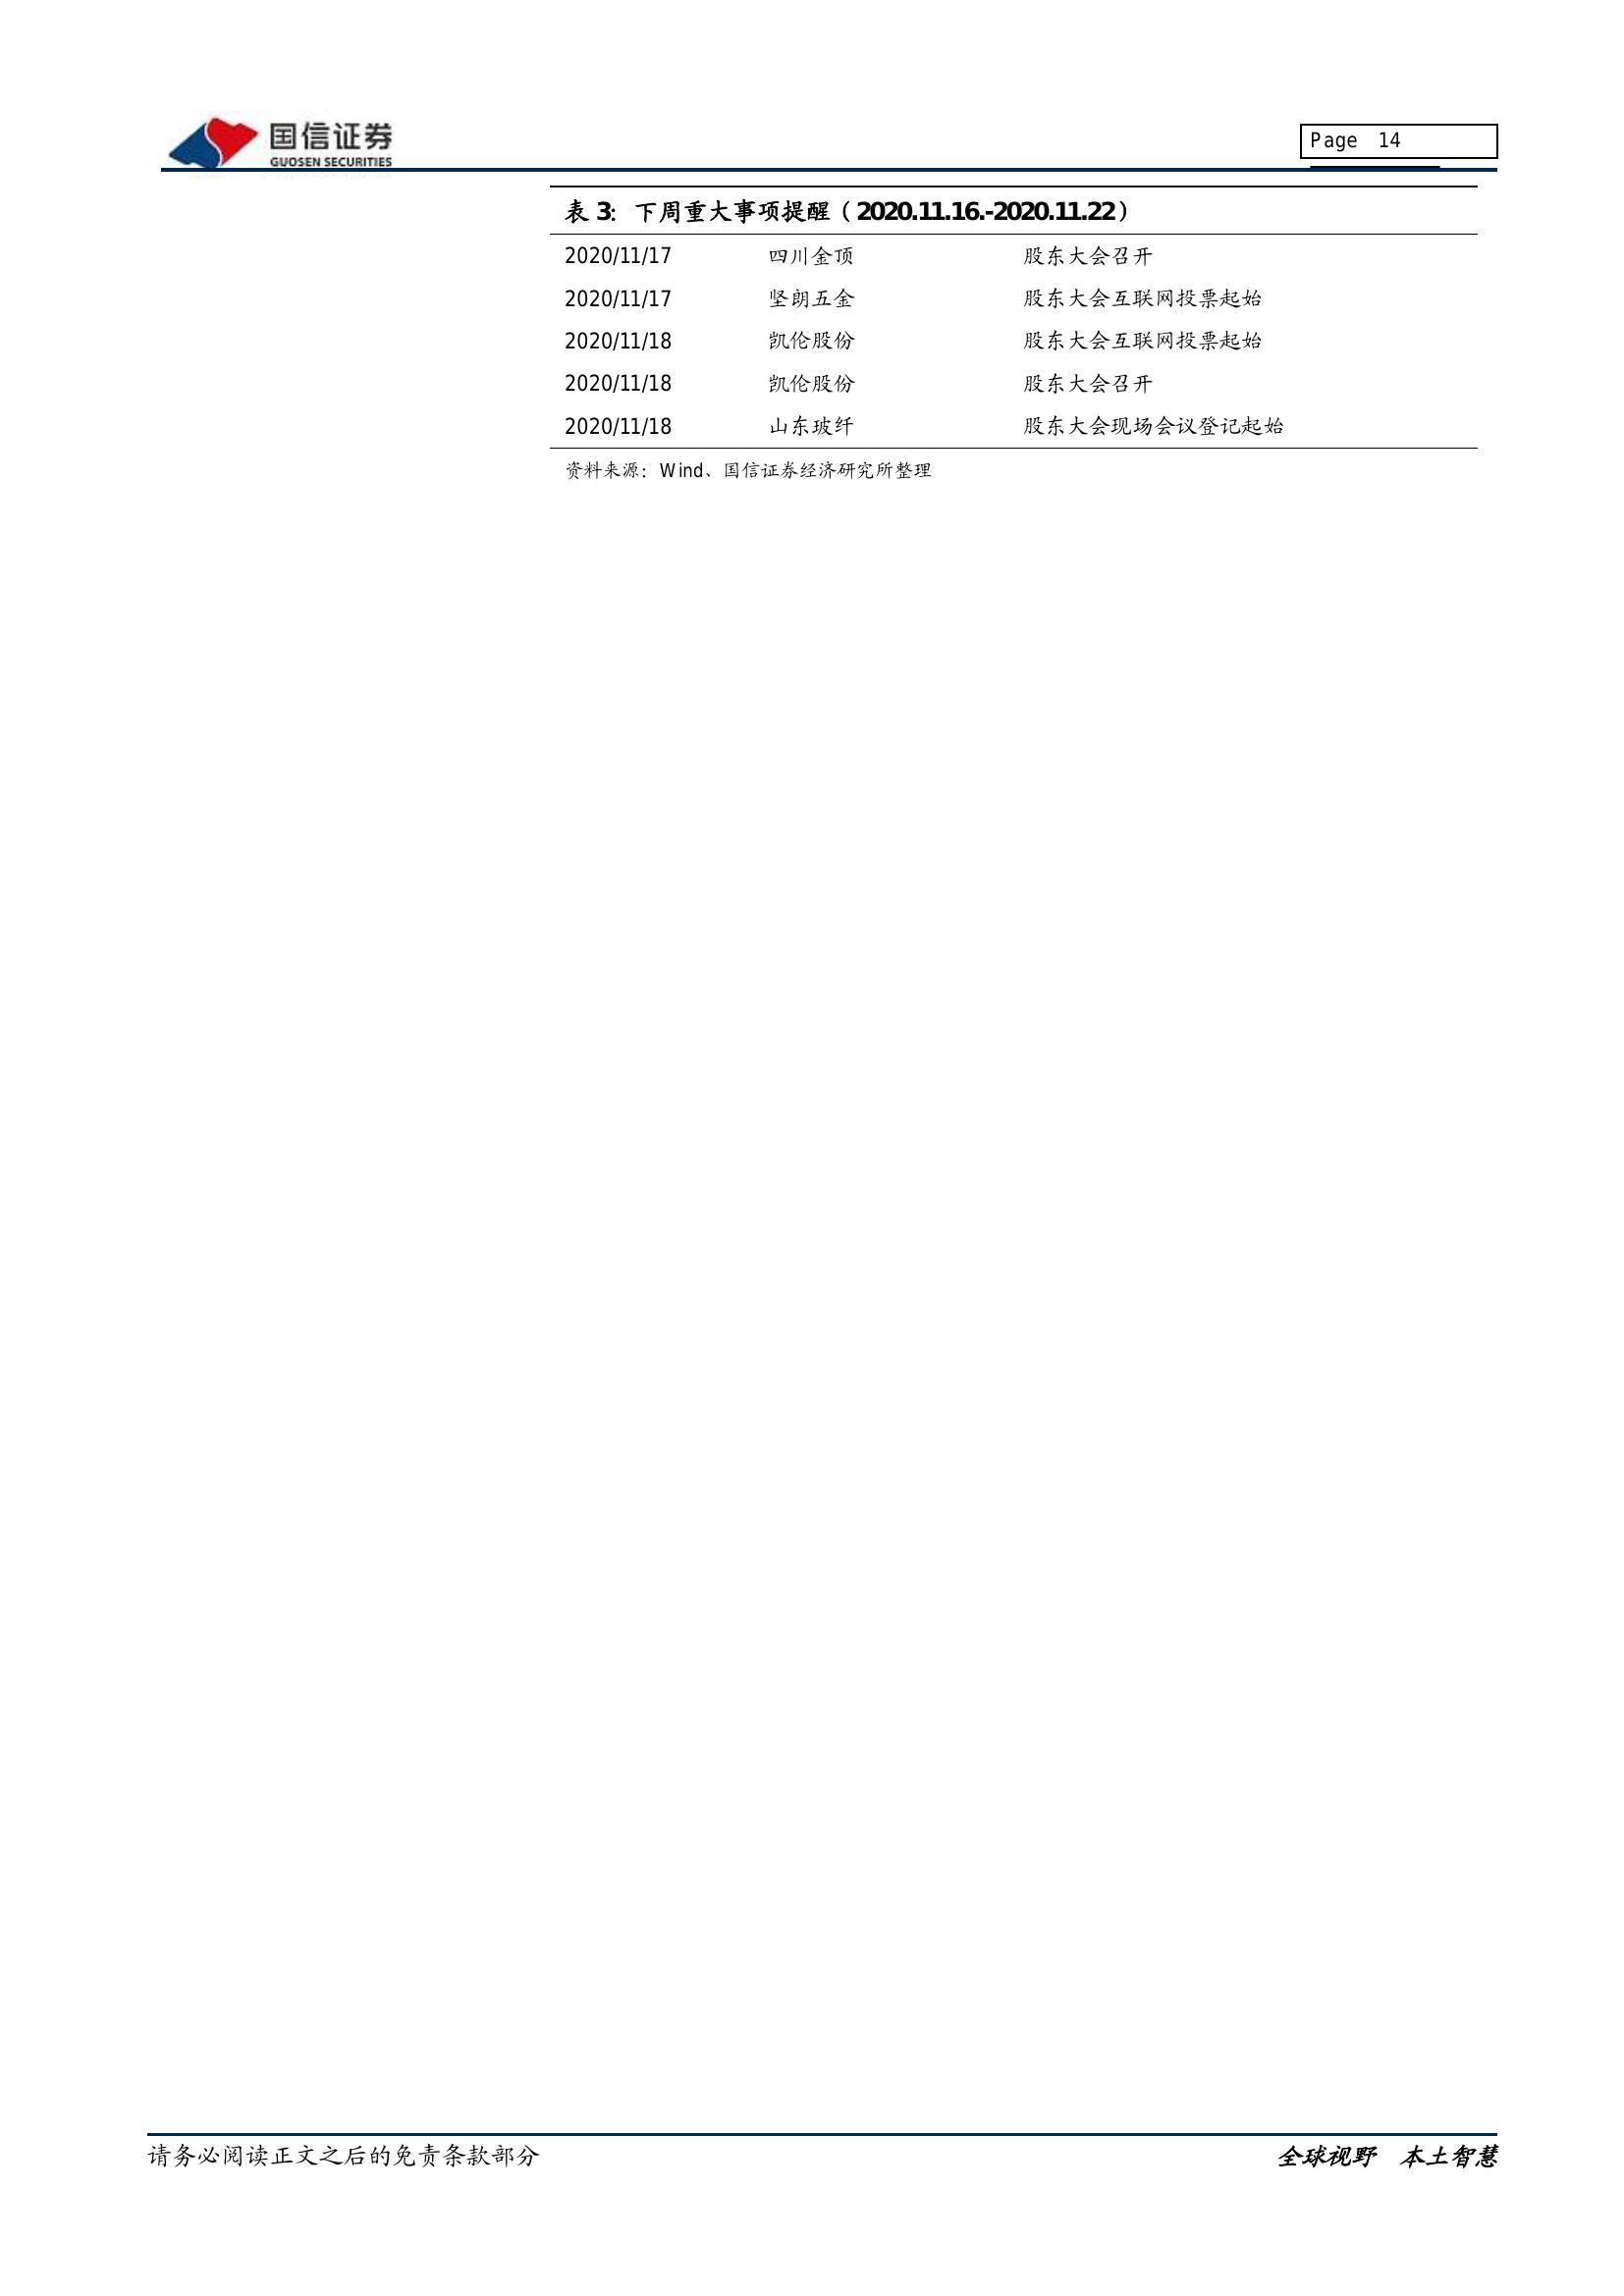 国信证券
GUOSEN SECURITIES
Page 14
表 3: 下周重大事项提醒（2020.11.16.-2020.11.22）
2020/11/17 四川金顶 股东大会召开
2020/11/17 坚朗五金 股东大会互联网投票起始
2020/11/18 凯伦股份 股东大会互联网投票起始
2020/11/18 凯伦股份 股东大会召开
2020/11/18 山东玻纤 股东大会现场会议登记起始
资料来源：Wind、国信证券经济研究所整理
请务必阅读正文之后的免责条款部分
全球视野 本土智慧